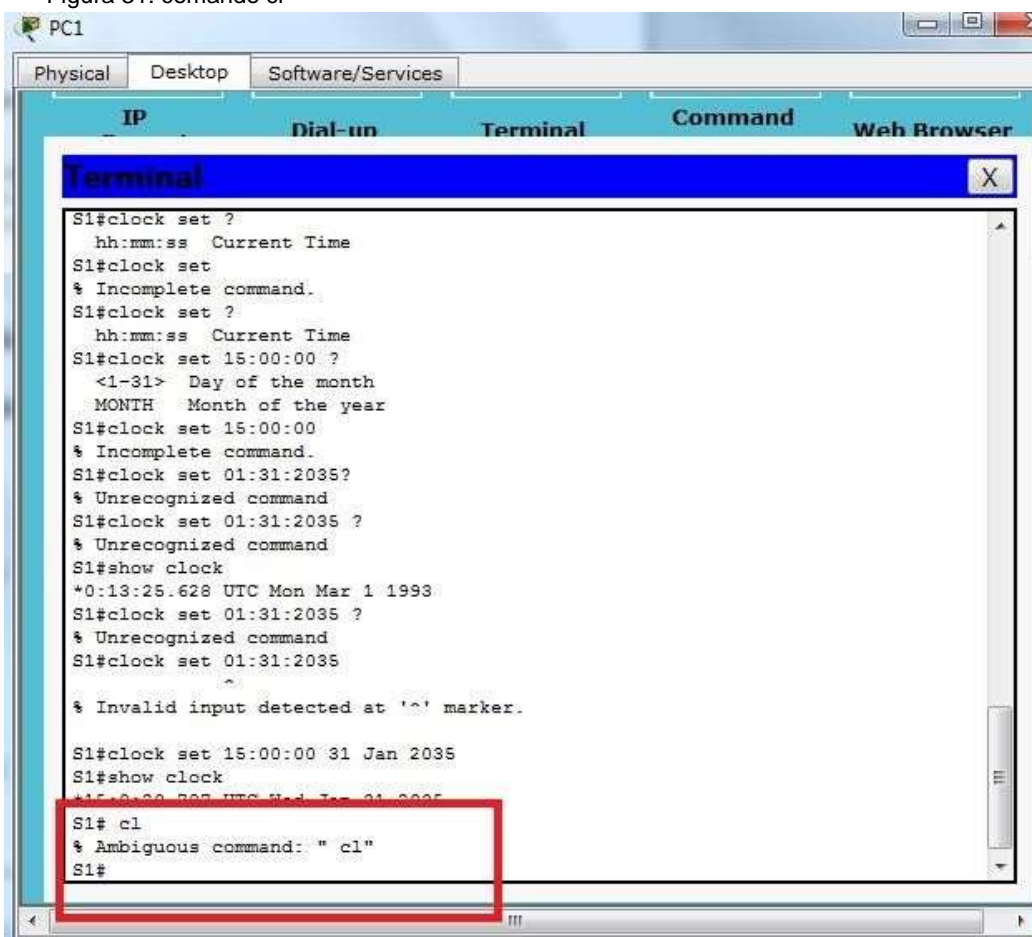 Figura 31: comando cl
PC1
Physical Desktop Software/Services
IP
Dial-up Terminal Command Web Browser
Terminal X
S1#clock set ?
hh:mm:ss Current Time
S1#clock set
% Incomplete command.
S1#clock set ?
hh:mm:ss Current Time
S1#clock set 15:00:00 ?
<1-31> Day of the month
MONTH Month of the year
S1#clock set 15:00:00
% Incomplete command.
S1#clock set 01:31:2035?
% Unrecognized command
S1#clock set 01:31:2035 ?
% Unrecognized command
S1#show clock
*0:13:25.628 UTC Mon Mar 1 1993
S1#clock set 01:31:2035 ?
% Unrecognized command
S1#clock set 01:31:2035
^
% Invalid input detected at '^' marker.
S1#clock set 15:00:00 31 Jan 2035
S1#show clock
UTC Wed Jan 31 2035
S1# cl
% Ambiguous command: " cl"
S1#